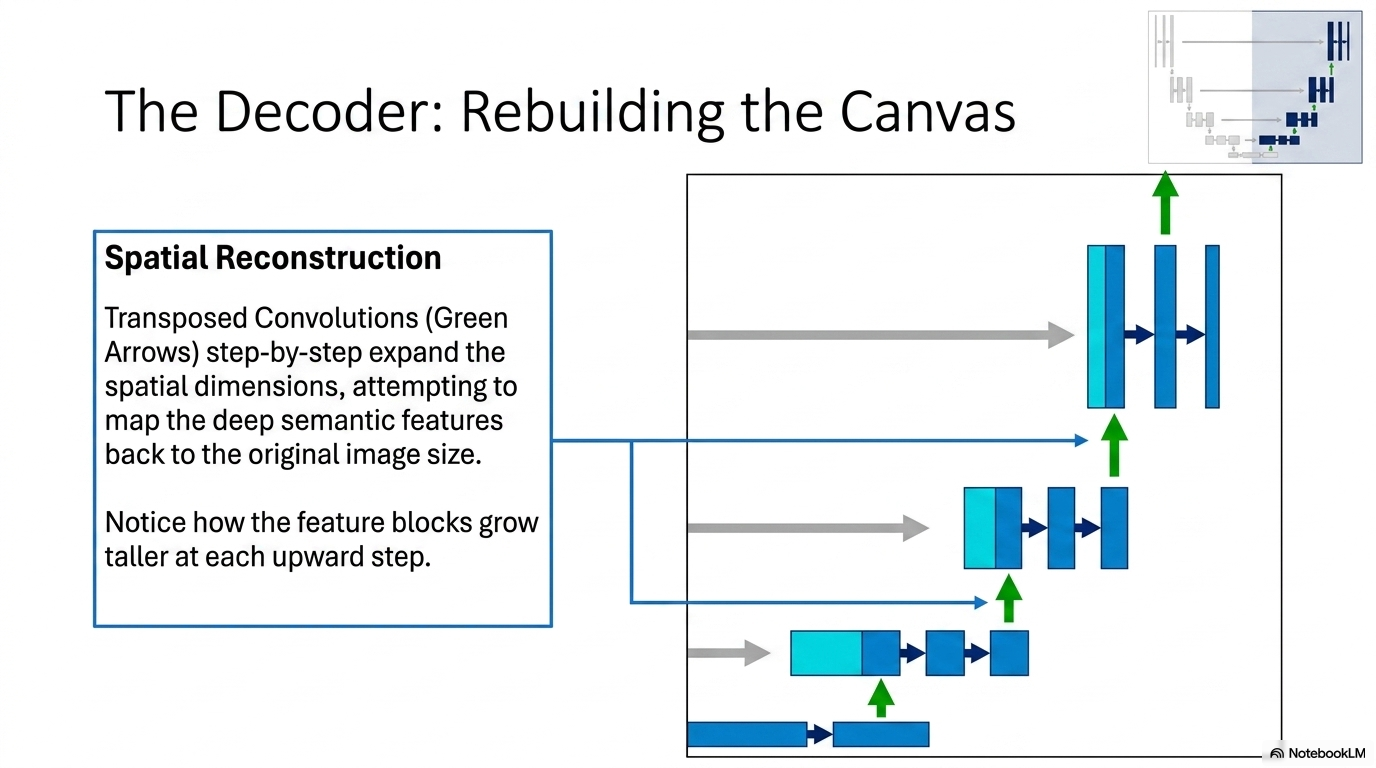 The Decoder: Rebuilding the Canvas
Spatial Reconstruction
Transposed Convolutions (Green
Arrows) step-by-step expand the
spatial dimensions, attempting to
map the deep semantic features
back to the original image size.
Notice how the feature blocks grow
taller at each upward step.
NotebookLM